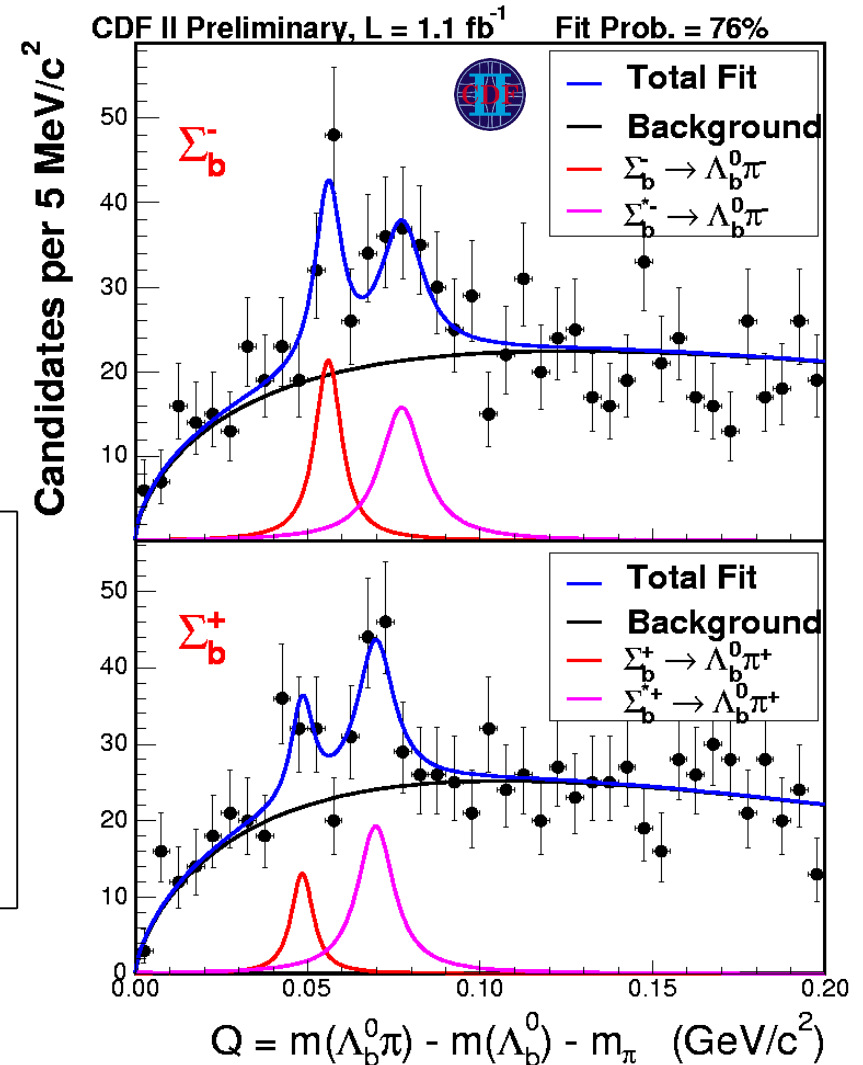 CDF II Preliminary, L = 1.1 fb⁻¹ Fit Prob. = 76%
Candidates per 5 MeV/c²
50
40
30
20
10
Σb⁻
II
CDF
Total Fit
Background
Σb⁻ → Λb⁰π⁻
Σb*⁻ → Λb⁰π⁻
50
40
30
20
10
0
Σb⁺
Total Fit
Background
Σb⁺ → Λb⁰π⁺
Σb*⁺ → Λb⁰π⁺
0.00 0.05 0.10 0.15 0.20
Q = m(Λb⁰π) - m(Λb⁰) - mπ (GeV/c²)